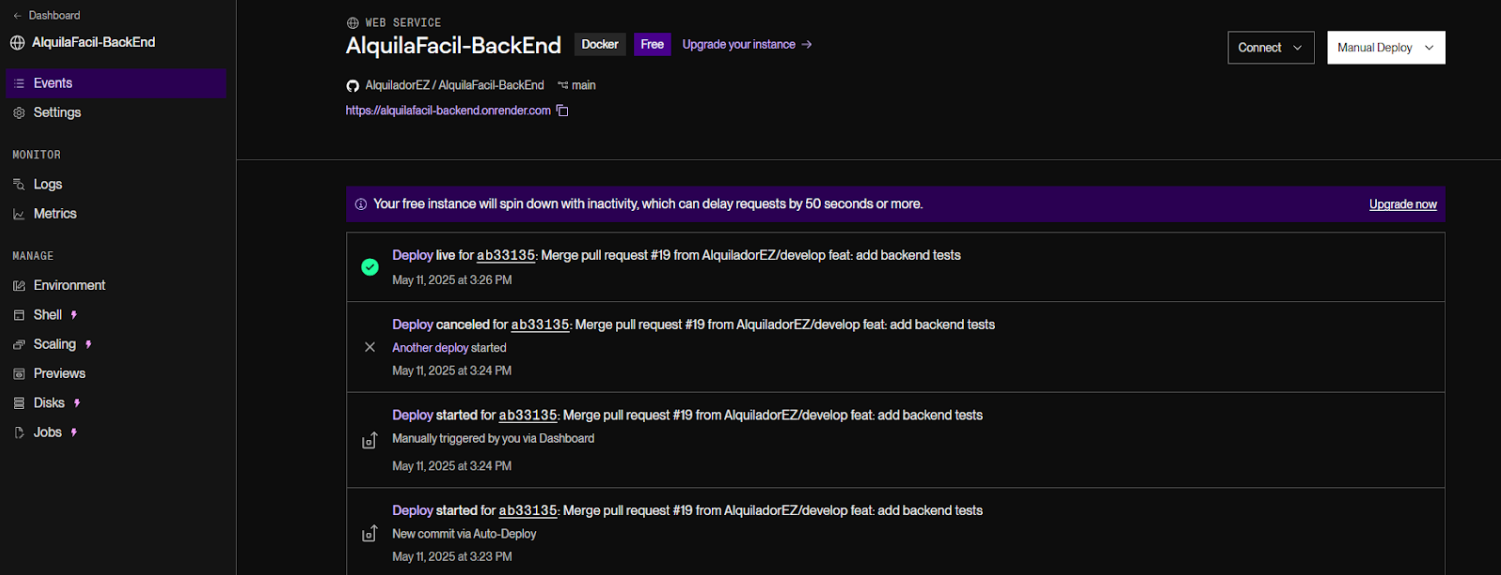 ← Dashboard
AlquilaFacil-BackEnd
Events
Settings
MONITOR
Logs
Metrics
MANAGE
Environment
Shell
Scaling
Previews
Disks
Jobs
WEB SERVICE
AlquilaFacil-BackEnd Docker Free Upgrade your instance →
Connect
Manual Deploy
AlquiladorEZ / AlquilaFacil-BackEnd main
https://alquilafacil-backend.onrender.com
Your free instance will spin down with inactivity, which can delay requests by 50 seconds or more. Upgrade now
Deploy live for ab33135: Merge pull request #19 from AlquiladorEZ/develop feat: add backend tests
May 11, 2025 at 3:26 PM
Deploy canceled for ab33135: Merge pull request #19 from AlquiladorEZ/develop feat: add backend tests
Another deploy started
May 11, 2025 at 3:24 PM
Deploy started for ab33135: Merge pull request #19 from AlquiladorEZ/develop feat: add backend tests
Manually triggered by you via Dashboard
May 11, 2025 at 3:24 PM
Deploy started for ab33135: Merge pull request #19 from AlquiladorEZ/develop feat: add backend tests
New commit via Auto-Deploy
May 11, 2025 at 3:23 PM